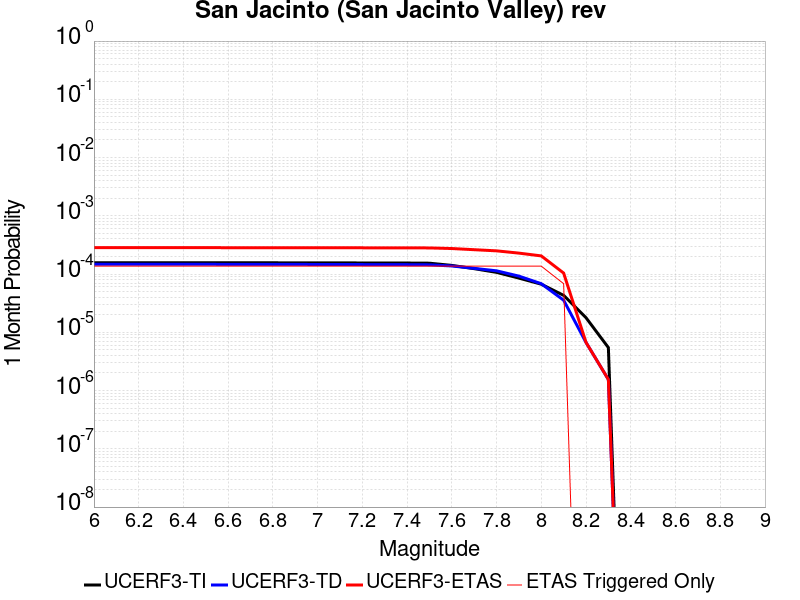 San Jacinto (San Jacinto Valley) rev
10^0
10^-1
10^-2
10^-3
10^-4
10^-5
10^-6
10^-7
10^-8
1 Month Probability
6 6.2 6.4 6.6 6.8 7 7.2 7.4 7.6 7.8 8 8.2 8.4 8.6 8.8 9
Magnitude
UCERF3-TI UCERF3-TD UCERF3-ETAS ETAS Triggered Only